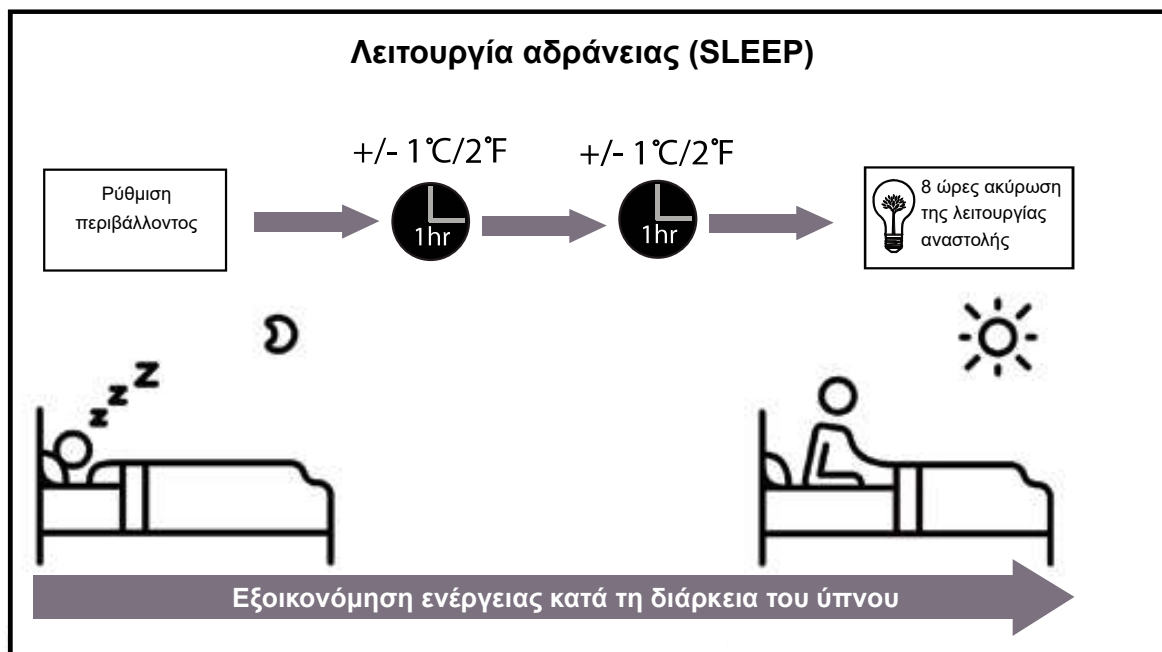 Λειτουργία αδράνειας (SLEEP)
+/- 1°C/2°F
+/- 1°C/2°F
Ρύθμιση
περιβάλλοντος
1hr
1hr
8 ώρες ακύρωση
της λειτουργίας
αναστολής
z z Z
Εξοικονόμηση ενέργειας κατά τη διάρκεια του ύπνου